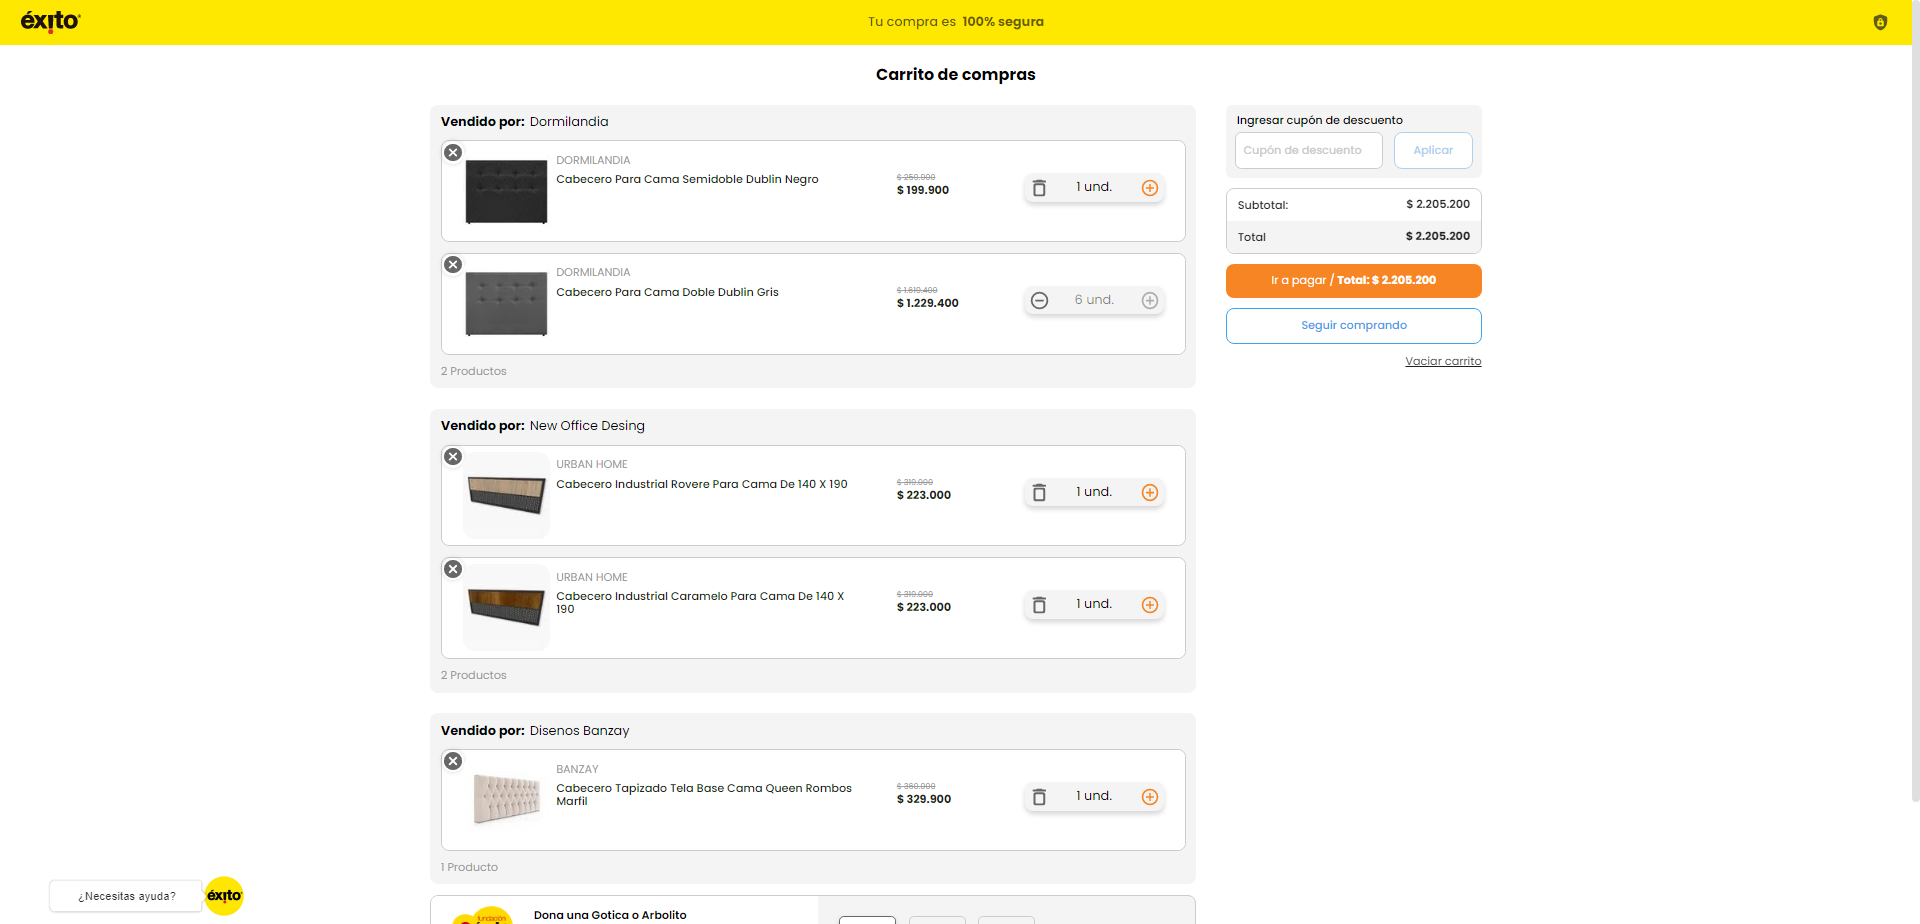 éxito
Tu compra es 100% segura
Carrito de compras
Vendido por: Dormilandia
DORMILANDIA
Cabecero Para Cama Semidoble Dublin Negro
$ 259.900
$ 199.900
1 und.
DORMILANDIA
Cabecero Para Cama Doble Dublin Gris
$ 1.619.400
$ 1.229.400
6 und.
2 Productos
Vendido por: New Office Desing
URBAN HOME
Cabecero Industrial Rovere Para Cama De 140 X 190
$ 319.000
$ 223.000
1 und.
URBAN HOME
Cabecero Industrial Caramelo Para Cama De 140 X
190
$ 319.000
$ 223.000
1 und.
2 Productos
Vendido por: Disenos Banzay
BANZAY
Cabecero Tapizado Tela Base Cama Queen Rombos
Marfil
$ 360.000
$ 329.900
1 und.
1 Producto
Dona una Gotica o Arbolito
fundación
Ingresar cupón de descuento
Cupón de descuento
Aplicar
Subtotal: $ 2.205.200
Total $ 2.205.200
Ir a pagar / Total: $ 2.205.200
Seguir comprando
Vaciar carrito
¿Necesitas ayuda?
éxito